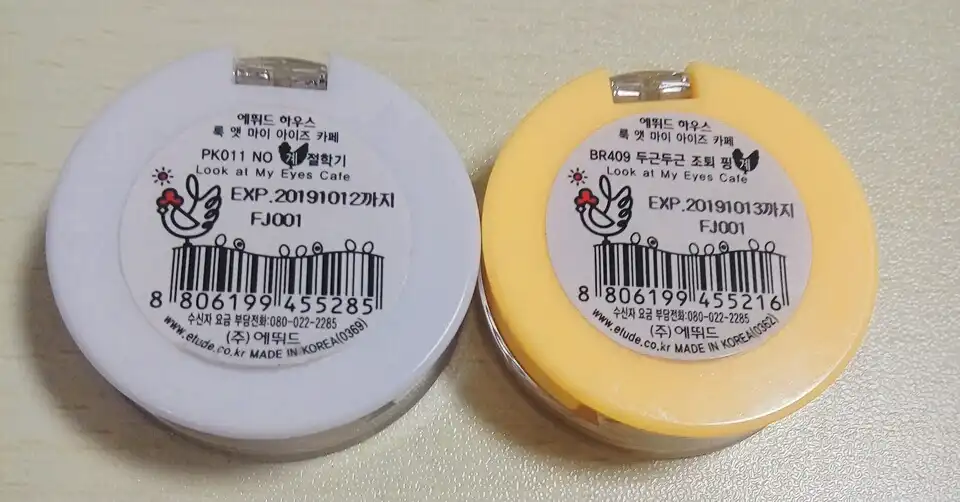 에뛰드 하우스
룩 앳 마이 아이즈 카페
PK011 NO 계 절학기
Look at My Eyes Cafe
EXP.20191012까지
FJ001
8 806199 455285
수신자 요금 부담전화:080-022-2285
(주)에뛰드
www.etude.co.kr MADE IN KOREA(0369)
에뛰드 하우스
룩 앳 마이 아이즈 카페
BR409 두근두근 조퇴 핑계
Look at My Eyes Cafe
EXP.20191013까지
FJ001
8 806199 455216
수신자 요금 부담전화:080-022-2285
(주)에뛰드
www.etude.co.kr MADE IN KOREA(0362)